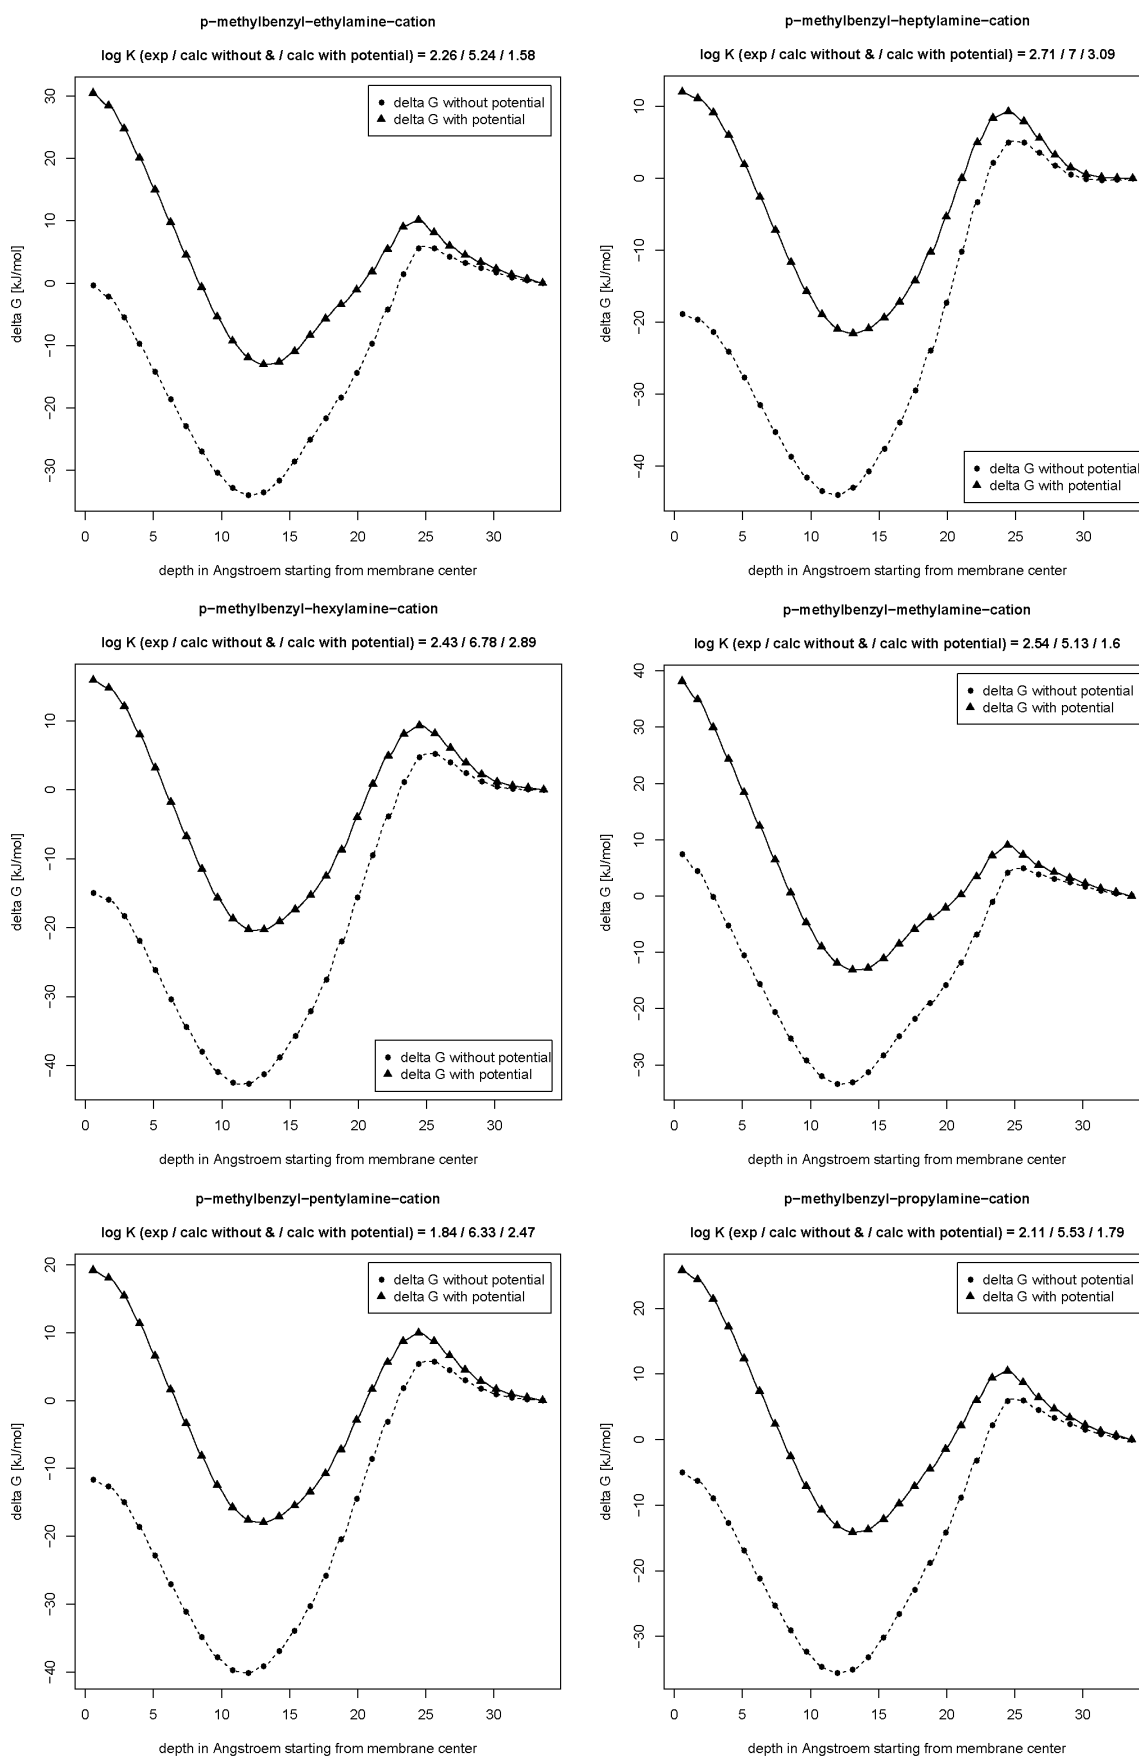 p−methylbenzyl−ethylamine−cation
log K (exp / calc without & / calc with potential) = 2.26 / 5.24 / 1.58
delta G [kJ/mol]
30
20
10
0
−10
−20
−30
delta G without potential
delta G with potential
0 5 10 15 20 25 30
depth in Angstroem starting from membrane center
p−methylbenzyl−heptylamine−cation
log K (exp / calc without & / calc with potential) = 2.71 / 7 / 3.09
delta G [kJ/mol]
10
0
−10
−20
−30
−40
delta G without potential
delta G with potential
0 5 10 15 20 25 30
depth in Angstroem starting from membrane center
p−methylbenzyl−hexylamine−cation
log K (exp / calc without & / calc with potential) = 2.43 / 6.78 / 2.89
delta G [kJ/mol]
10
0
−10
−20
−30
−40
delta G without potential
delta G with potential
0 5 10 15 20 25 30
depth in Angstroem starting from membrane center
p−methylbenzyl−methylamine−cation
log K (exp / calc without & / calc with potential) = 2.54 / 5.13 / 1.6
delta G [kJ/mol]
40
30
20
10
0
−10
−20
−30
delta G without potential
delta G with potential
0 5 10 15 20 25 30
depth in Angstroem starting from membrane center
p−methylbenzyl−pentylamine−cation
log K (exp / calc without & / calc with potential) = 1.84 / 6.33 / 2.47
delta G [kJ/mol]
20
10
0
−10
−20
−30
−40
delta G without potential
delta G with potential
0 5 10 15 20 25 30
depth in Angstroem starting from membrane center
p−methylbenzyl−propylamine−cation
log K (exp / calc without & / calc with potential) = 2.11 / 5.53 / 1.79
delta G [kJ/mol]
20
10
0
−10
−20
−30
delta G without potential
delta G with potential
0 5 10 15 20 25 30
depth in Angstroem starting from membrane center